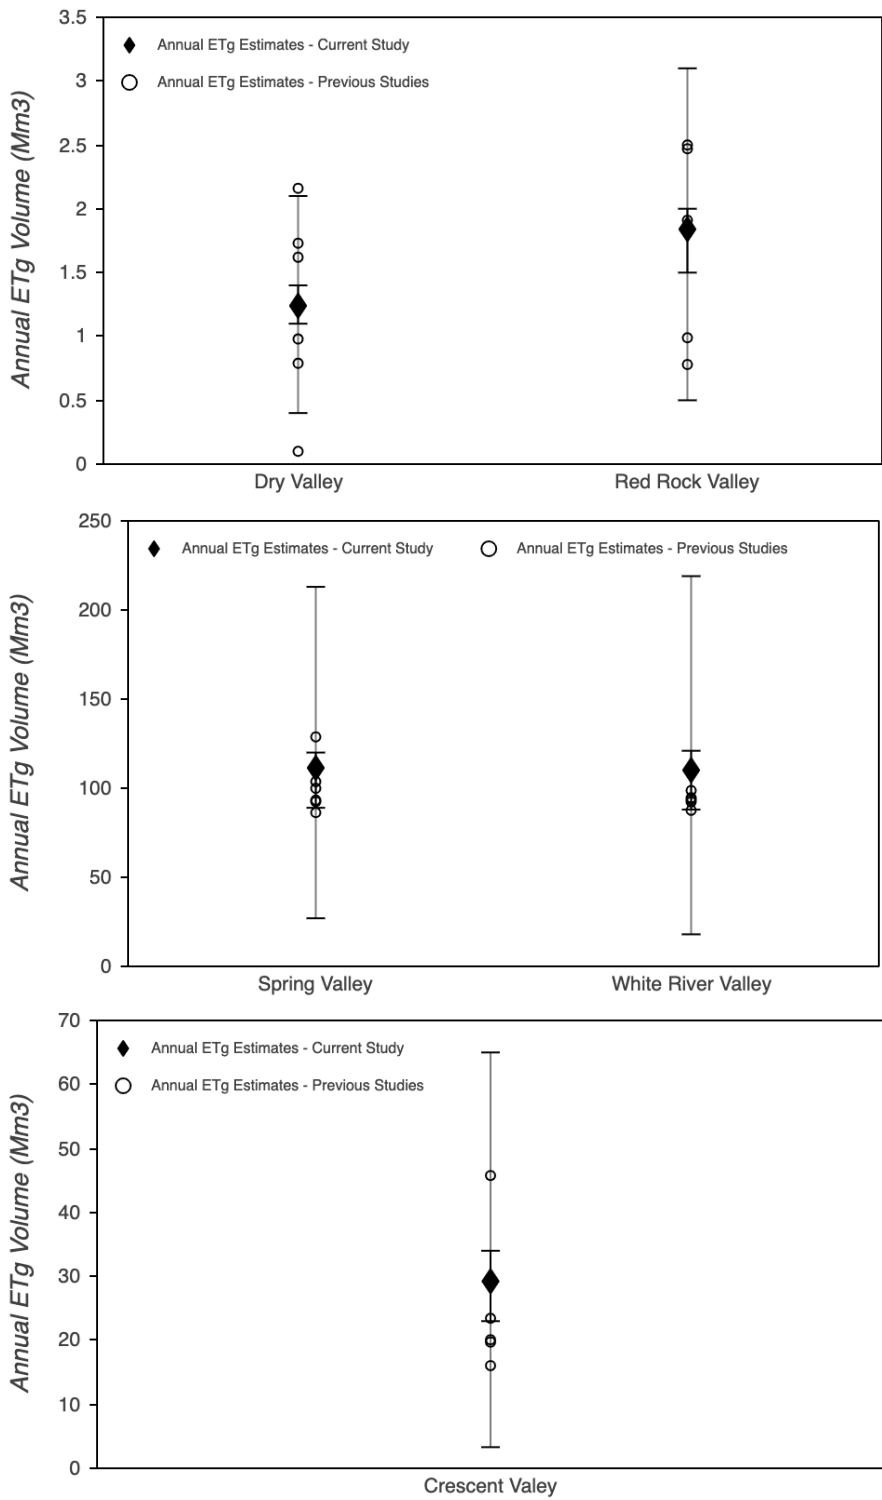 Annual ETg Volume (Mm3)
3.5
3
2.5
2
1.5
1
0.5
0
Annual ETg Estimates - Current Study
Annual ETg Estimates - Previous Studies
Dry Valley
Red Rock Valley
Annual ETg Volume (Mm3)
250
200
150
100
50
0
Annual ETg Estimates - Current Study
Annual ETg Estimates - Previous Studies
Spring Valley
White River Valley
Annual ETg Volume (Mm3)
70
60
50
40
30
20
10
0
Annual ETg Estimates - Current Study
Annual ETg Estimates - Previous Studies
Crescent Valey